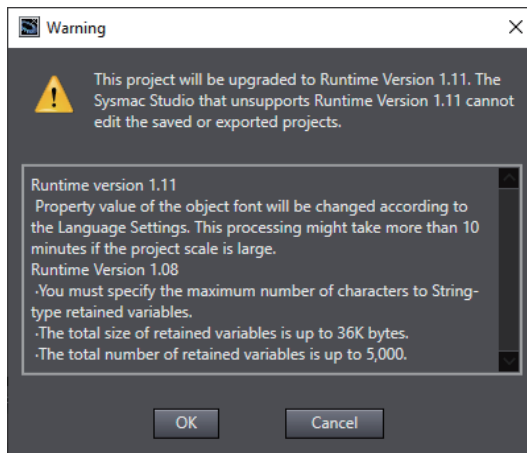 Warning
This project will be upgraded to Runtime Version 1.11. The
Sysmac Studio that unsupports Runtime Version 1.11 cannot
edit the saved or exported projects.
Runtime version 1.11
Property value of the object font will be changed according to
the Language Settings. This processing might take more than 10
minutes if the project scale is large.
Runtime Version 1.08
·You must specify the maximum number of characters to String-
type retained variables.
·The total size of retained variables is up to 36K bytes.
·The total number of retained variables is up to 5,000.
OK
Cancel